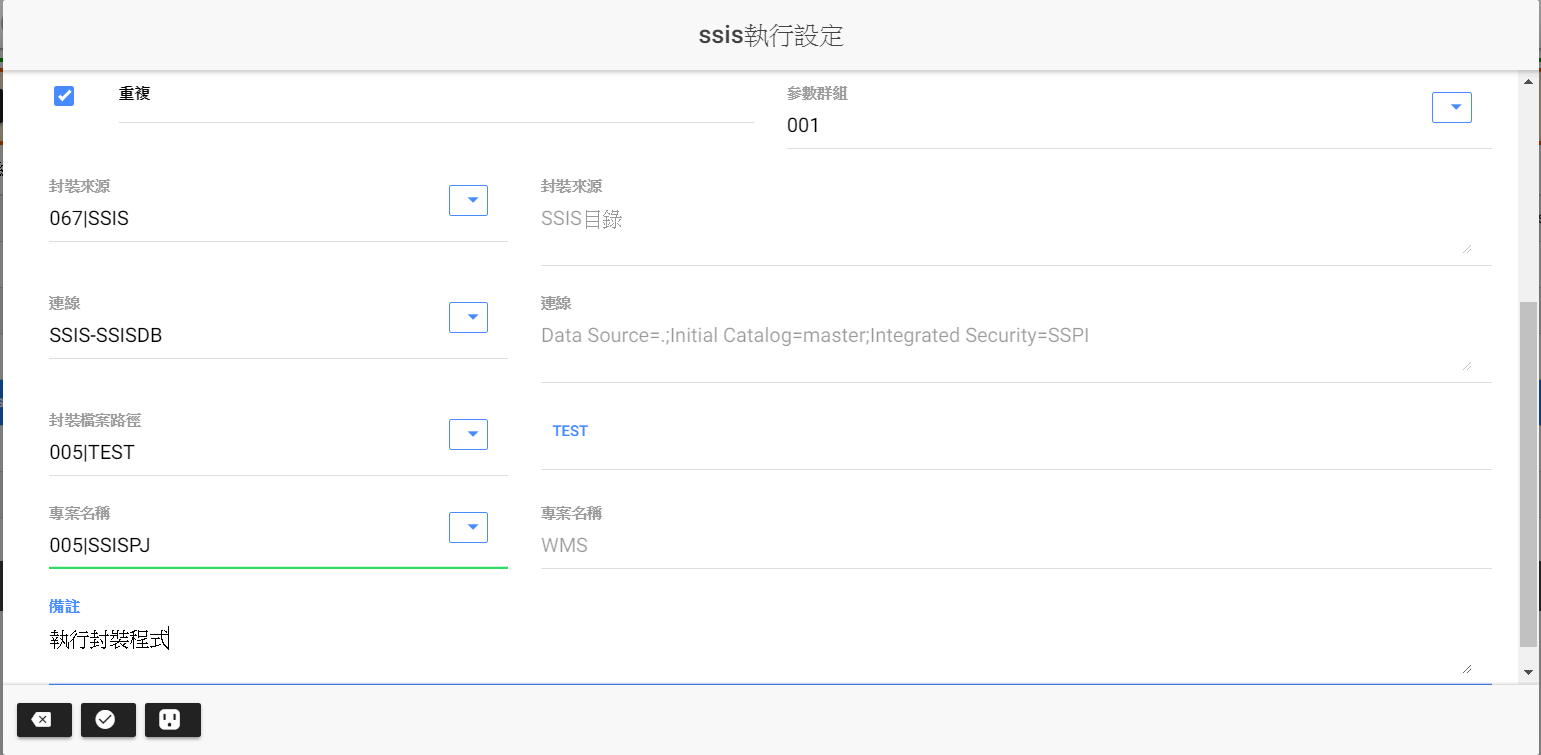 ssis執行設定
重複
參數群組
001
封裝來源
067|SSIS
封裝來源
SSIS目錄
連線
SSIS-SSISDB
連線
Data Source=.;Initial Catalog=master;Integrated Security=SSPI
封裝檔案路徑
005|TEST
TEST
專案名稱
005|SSISPJ
專案名稱
WMS
備註
執行封裝程式